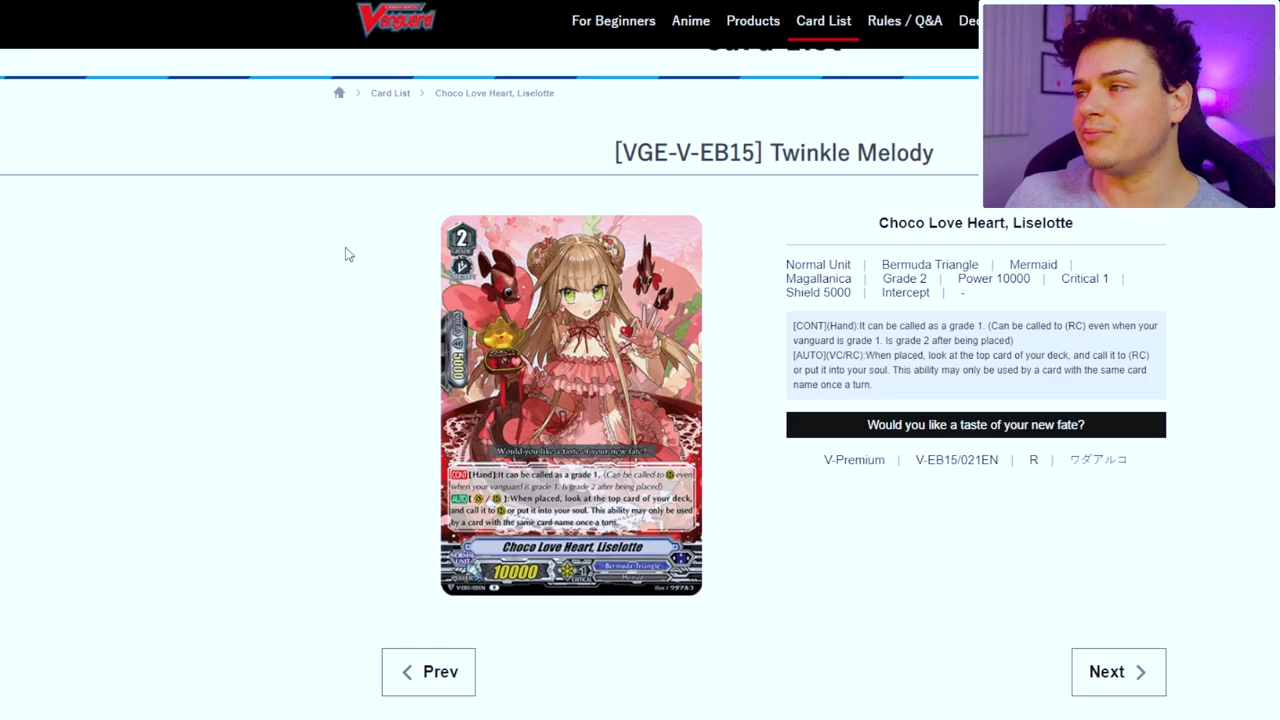 Vanguard
For Beginners
Anime
Products
Card List
Rules / Q&A
Card List
Choco Love Heart, Liselotte
[VGE-V-EB15] Twinkle Melody
2
5000
Would you like a taste of your new fate?
CONT [Hand]:It can be called as a grade 1. (Can be called to even
when your vanguard is grade 1. Is grade 2 after being placed)
AUTO [ / ]:When placed, look at the top card of your deck,
and call it to or put it into your soul. This ability may only be used
by a card with the same card name once a turn.
Choco Love Heart, Liselotte
NORMAL UNIT
10000
1
CRITICAL
Bermuda Triangle
Mermaid
Choco Love Heart, Liselotte
Normal Unit | Bermuda Triangle | Mermaid |
Magallanica | Grade 2 | Power 10000 | Critical 1 |
Shield 5000 | Intercept | -
[CONT](Hand):It can be called as a grade 1. (Can be called to (RC) even when your
vanguard is grade 1. Is grade 2 after being placed)
[AUTO](VC/RC):When placed, look at the top card of your deck, and call it to (RC)
or put it into your soul. This ability may only be used by a card with the same card
name once a turn.
Would you like a taste of your new fate?
V-Premium | V-EB15/021EN | R | ワダアルコ
Prev
Next